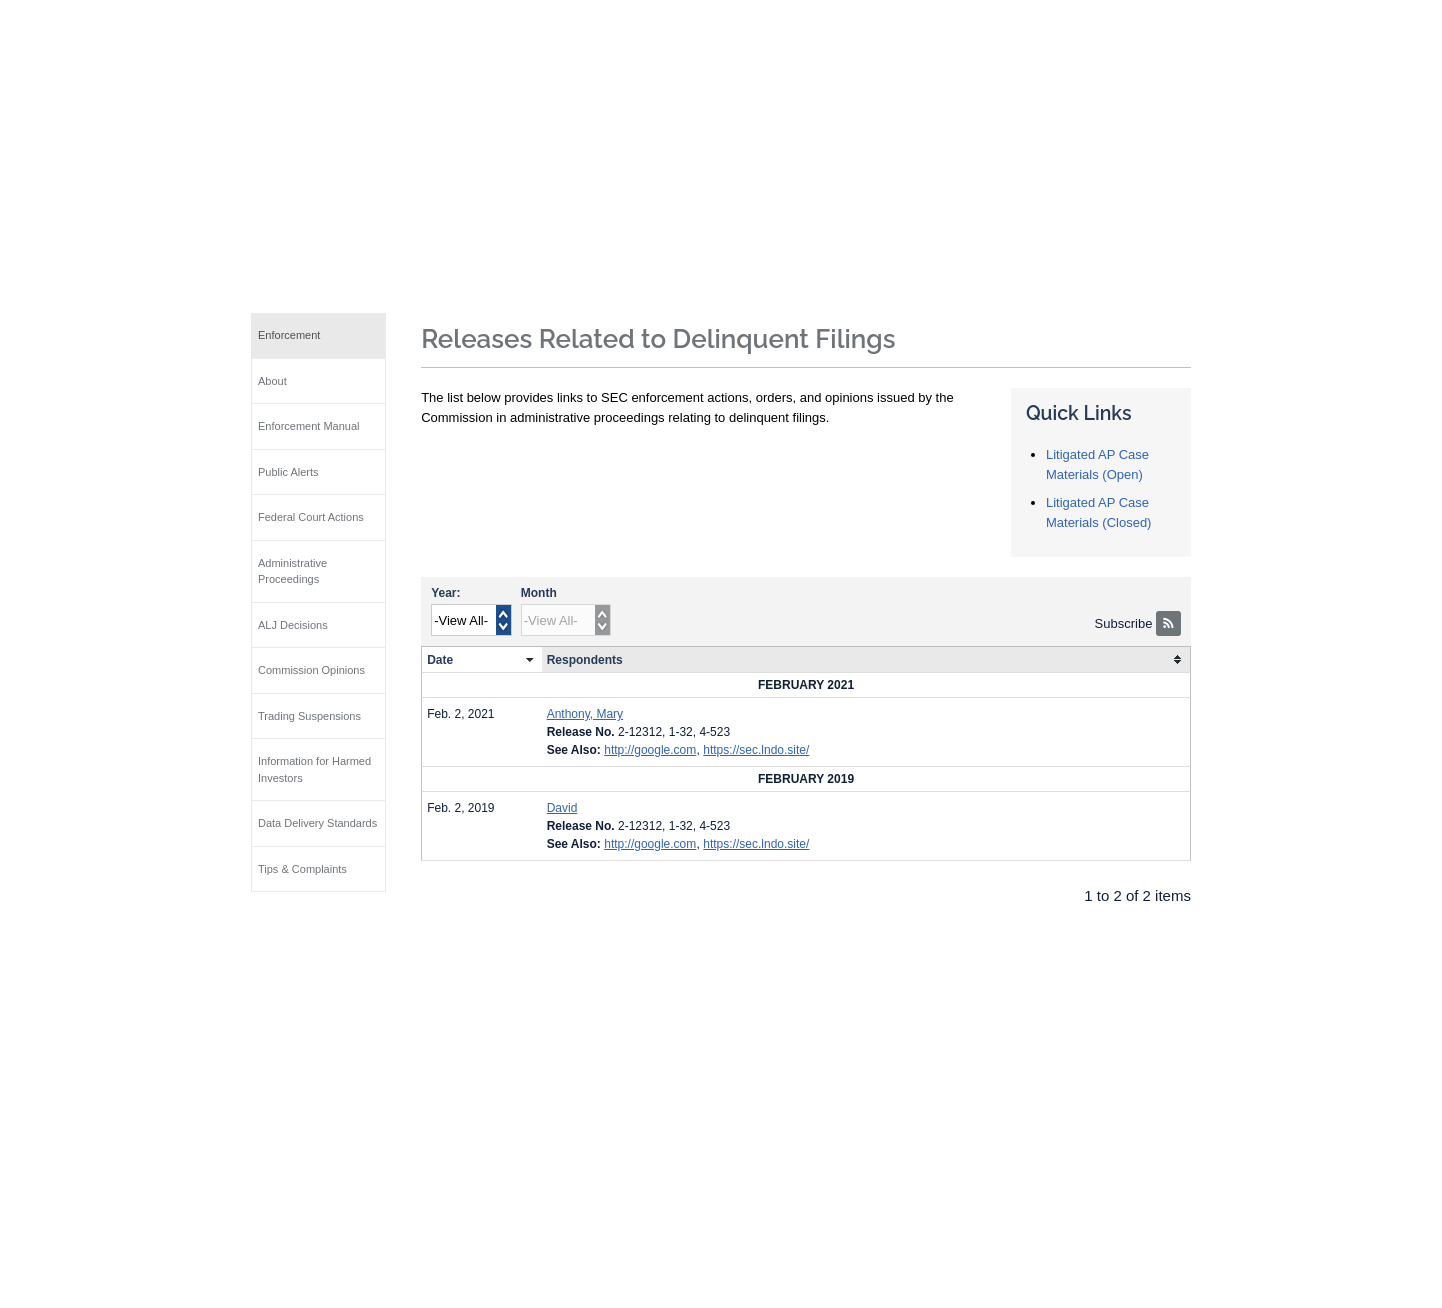 Enforcement
About
Enforcement Manual
Public Alerts
Federal Court Actions
Administrative
Proceedings
ALJ Decisions
Commission Opinions
Trading Suspensions
Information for Harmed
Investors
Data Delivery Standards
Tips & Complaints
Releases Related to Delinquent Filings
The list below provides links to SEC enforcement actions, orders, and opinions issued by the
Commission in administrative proceedings relating to delinquent filings.
Quick Links
Litigated AP Case
Materials (Open)
Litigated AP Case
Materials (Closed)
Year: Month
-View All- -View All-
Subscribe
Date Respondents
FEBRUARY 2021
Feb. 2, 2021 Anthony, Mary
Release No. 2-12312, 1-32, 4-523
See Also: http://google.com, https://sec.lndo.site/
FEBRUARY 2019
Feb. 2, 2019 David
Release No. 2-12312, 1-32, 4-523
See Also: http://google.com, https://sec.lndo.site/
1 to 2 of 2 items